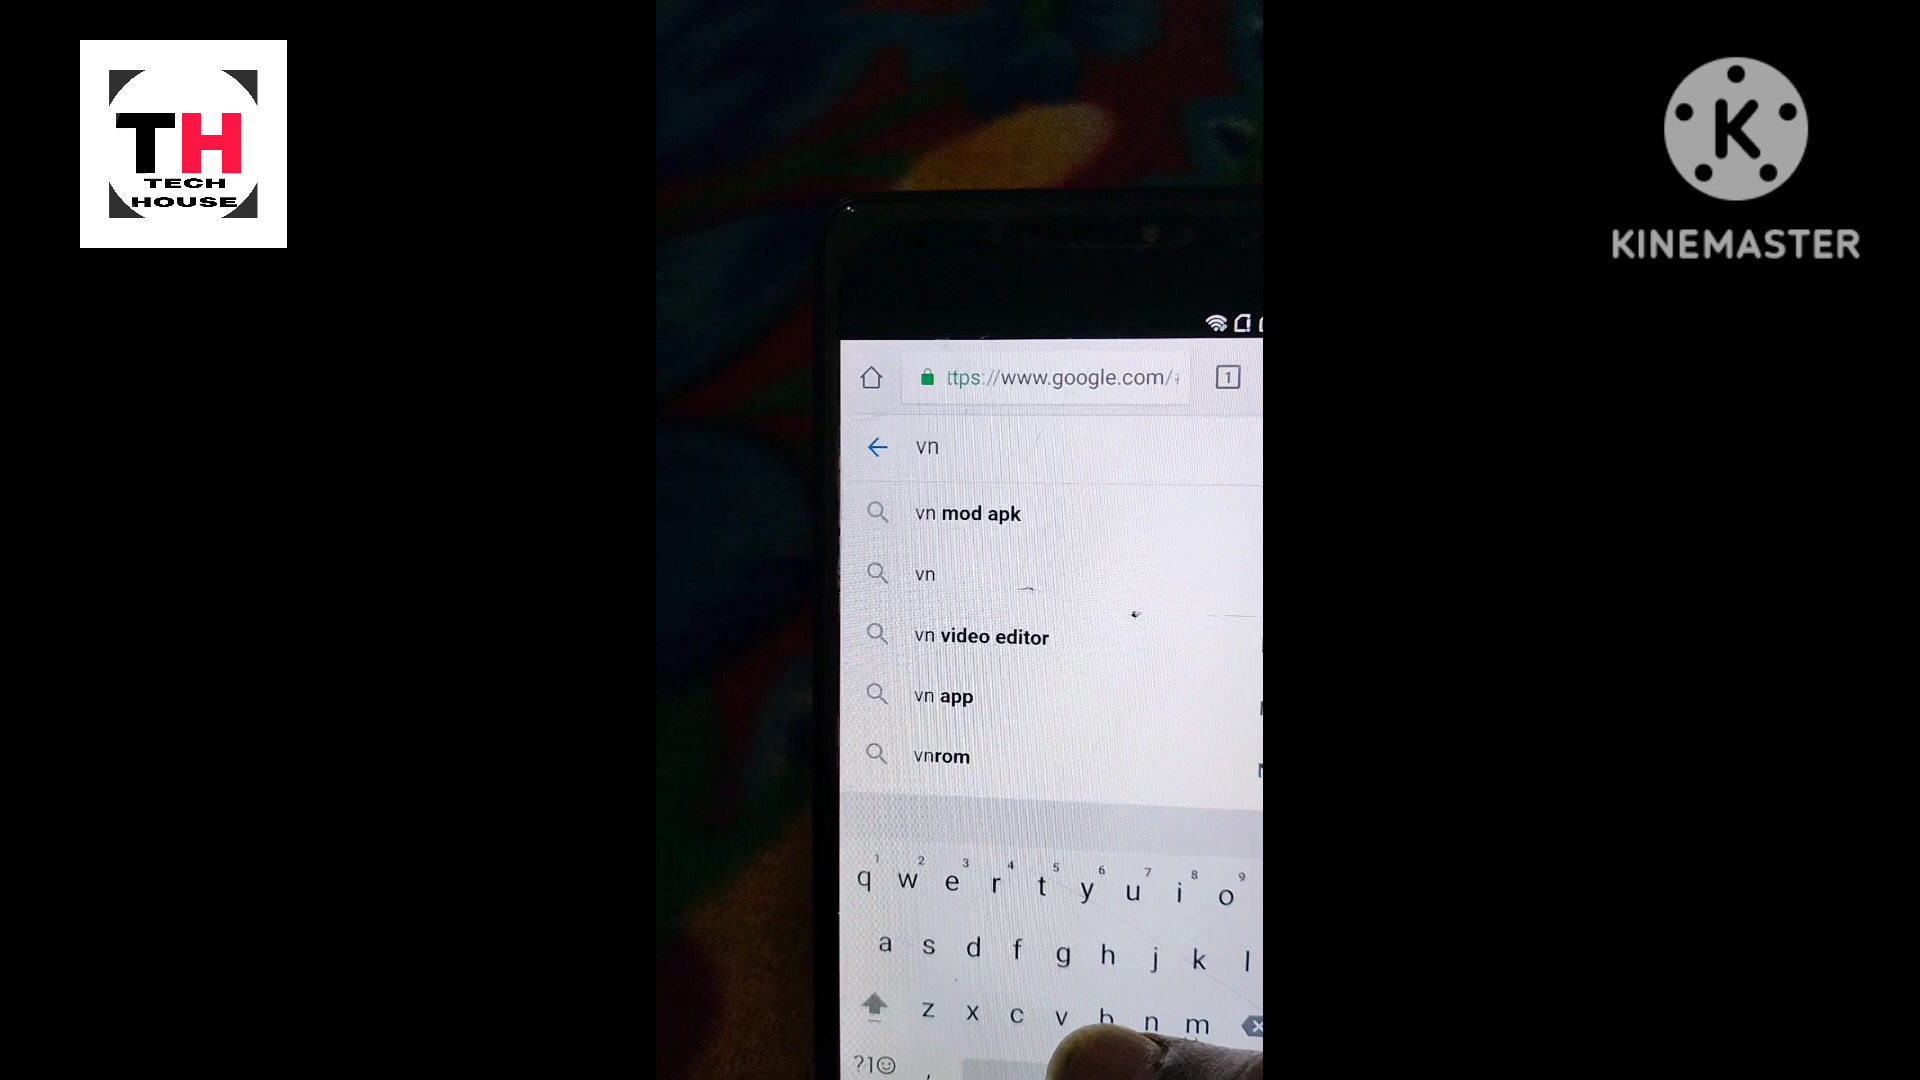 TH
TECH
HOUSE
K
KINEMASTER
ttps://www.google.com/
1
vn
vn mod apk
vn
vn video editor
vn app
vnrom
1 2 3 4 5 6 7 8 9
q w e r t y u i o
a s d f g h j k l
z x c v b n m
?1☺ ,